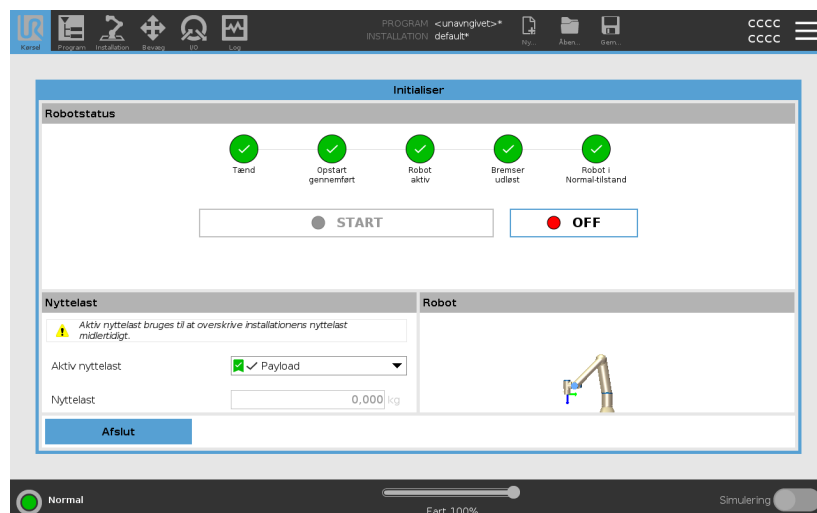 UR
PROGRAM <unavngivet>*
INSTALLATION default*
CCCC
CCCC
Kørsel Program Installation Bevæg I/O Log Ny... Åben... Gem...
Initialiser
Robotstatus
Tænd
Opstart gennemført
Robot aktiv
Bremser udløst
Robot i Normal-tilstand
START
OFF
Nyttelast
Robot
Aktiv nyttelast bruges til at overskrive installationens nyttelast
midlertidigt.
Aktiv nyttelast
Payload
Nyttelast
0,000 kg
Afslut
Normal
Fart 100%
Simulering